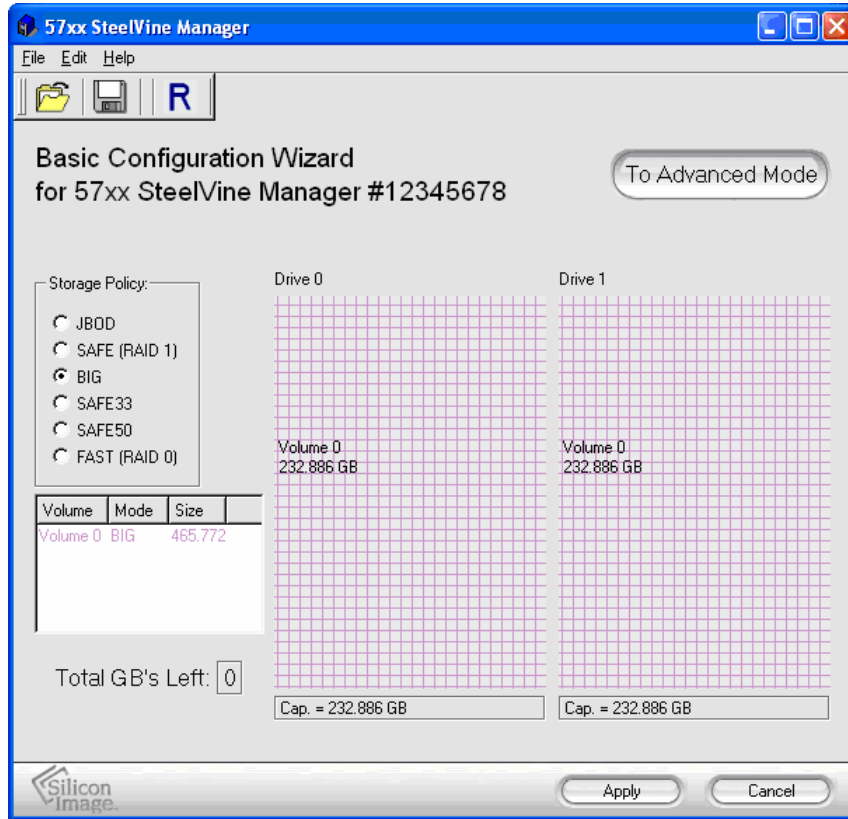 57xx SteelVine Manager
File Edit Help
R
Basic Configuration Wizard
for 57xx SteelVine Manager #12345678
To Advanced Mode
Storage Policy:
JBOD
SAFE (RAID 1)
BIG
SAFE33
SAFE50
FAST (RAID 0)
Volume Mode Size
Volume 0 BIG 465.772
Total GB's Left: 0
Drive 0
Volume 0
232.886 GB
Cap. = 232.886 GB
Drive 1
Volume 0
232.886 GB
Cap. = 232.886 GB
Silicon
Image
Apply
Cancel